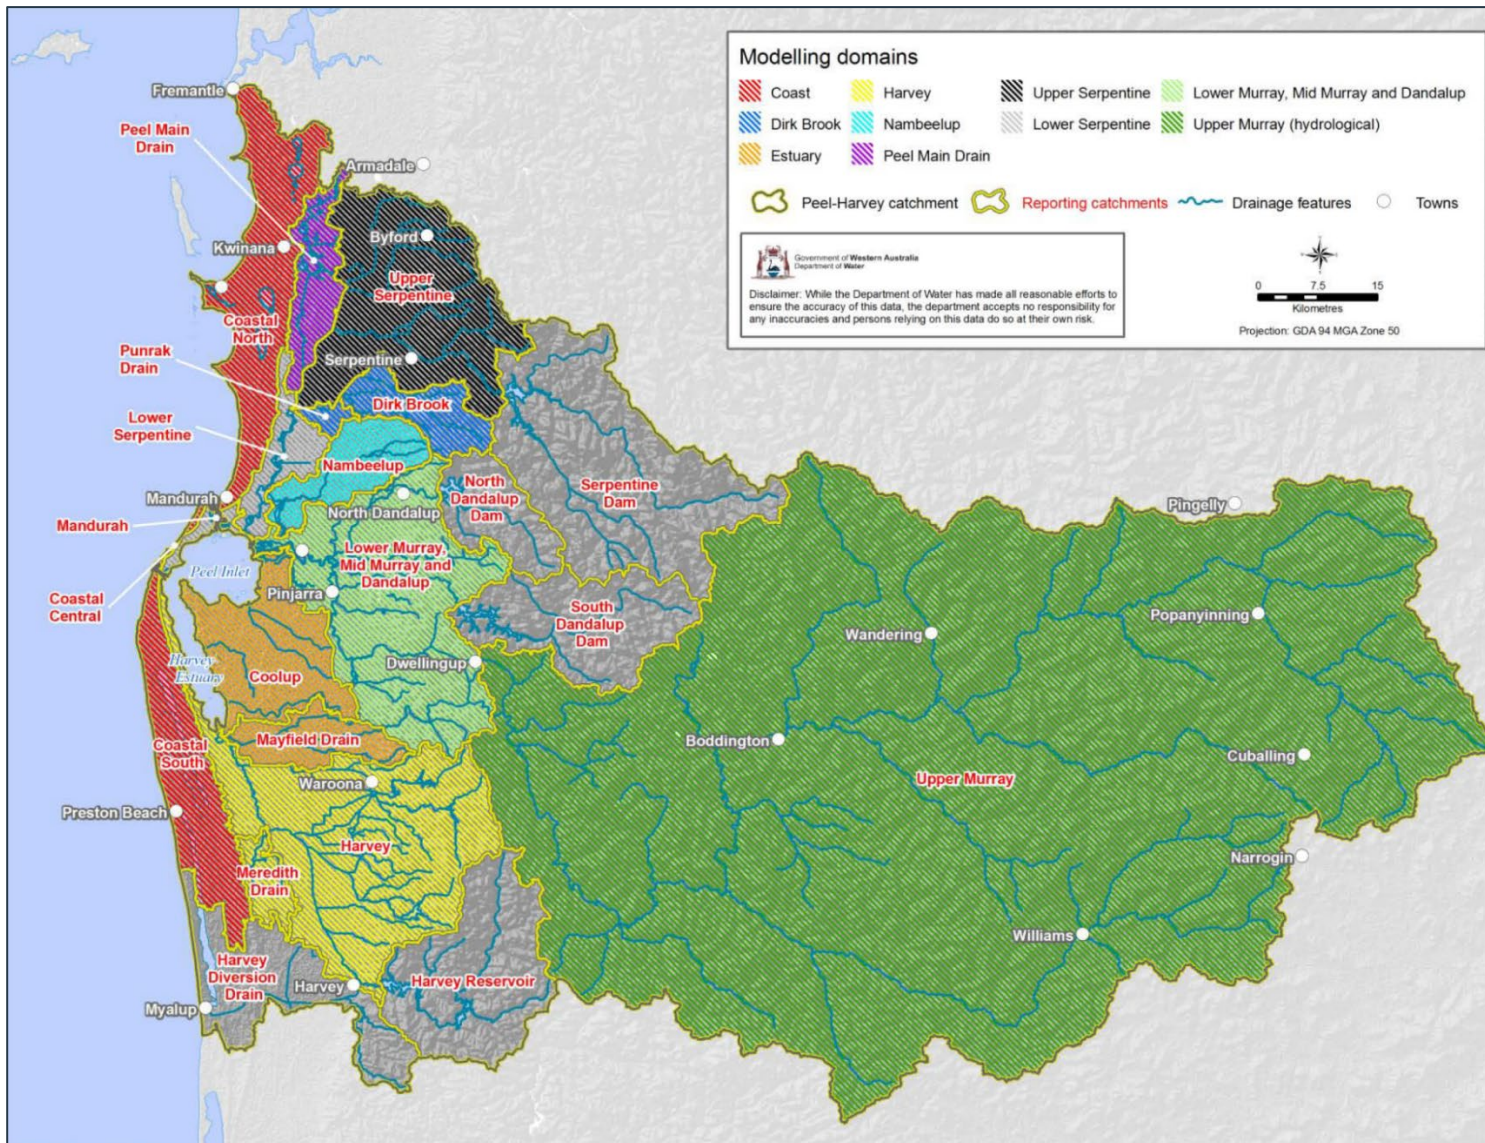 Modelling domains
Coast
Harvey
Upper Serpentine
Lower Murray, Mid Murray and Dandalup
Dirk Brook
Nambeelup
Lower Serpentine
Upper Murray (hydrological)
Estuary
Peel Main Drain
Peel-Harvey catchment
Reporting catchments
Drainage features
Towns
Government of Western Australia
Department of Water
Disclaimer: While the Department of Water has made all reasonable efforts to
ensure the accuracy of this data, the department accepts no responsibility for
any inaccuracies and persons relying on this data do so at their own risk.
0 7.5 15
Kilometres
Projection: GDA 94 MGA Zone 50
Fremantle
Peel Main
Drain
Armadale
Kwinana
Byford
Upper
Serpentine
Coastal
North
Punrak
Drain
Serpentine
Dirk Brook
Lower
Serpentine
Nambeelup
North
Dandalup
Dam
Serpentine
Dam
Mandurah
North Dandalup
Pingelly
Mandurah
Lower Murray,
Mid Murray and
Dandalup
Peel Inlet
Coastal
Central
Pinjarra
South
Dandalup
Dam
Popanyinning
Wandering
Harvey
Estuary
Coolup
Dwellingup
Coastal
South
Mayfield Drain
Boddington
Cuballing
Waroona
Upper Murray
Preston Beach
Harvey
Meredith
Drain
Narrogin
Williams
Harvey
Diversion
Drain
Harvey
Harvey Reservoir
Myalup